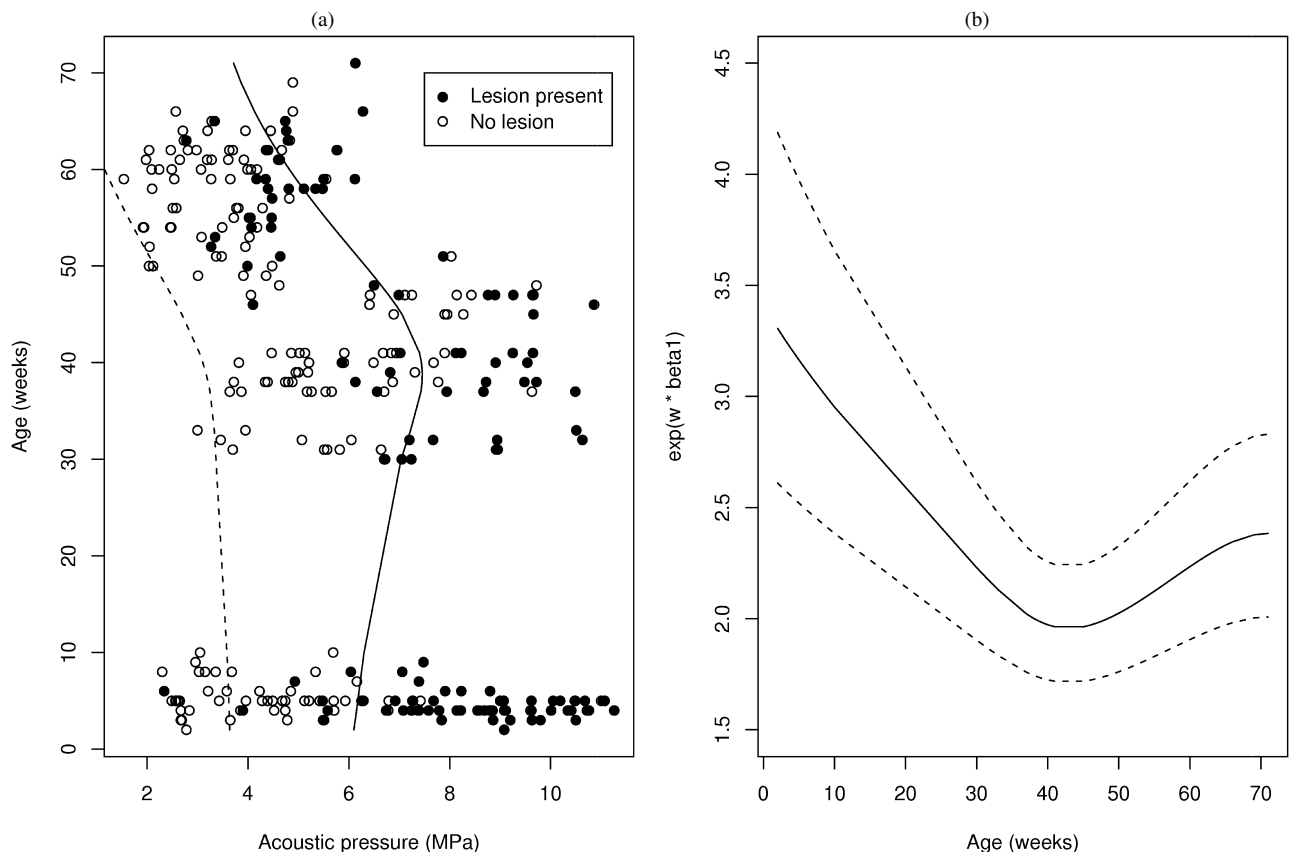 (a)
70
60
50
40
30
20
10
0
Age (weeks)
Lesion present
No lesion
2 4 6 8 10
Acoustic pressure (MPa)
(b)
4.5
4.0
3.5
3.0
2.5
2.0
1.5
exp(w * beta1)
0 10 20 30 40 50 60 70
Age (weeks)